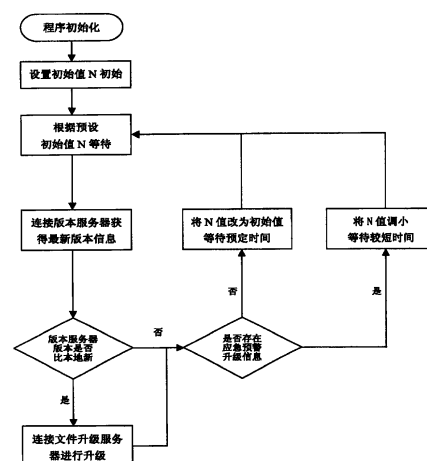 程序初始化
设置初始值 N 初始
根据预设
初始值 N 等待
连接版本服务器获
得最新版本信息
将 N 值改为初始值
等待预定时间
将 N 值调小
等待较短时间
否
是
版本服务器
版本是否
比本地新
否
是否存在
应急预警
升级信息
是
连接文件升级服务
器进行升级